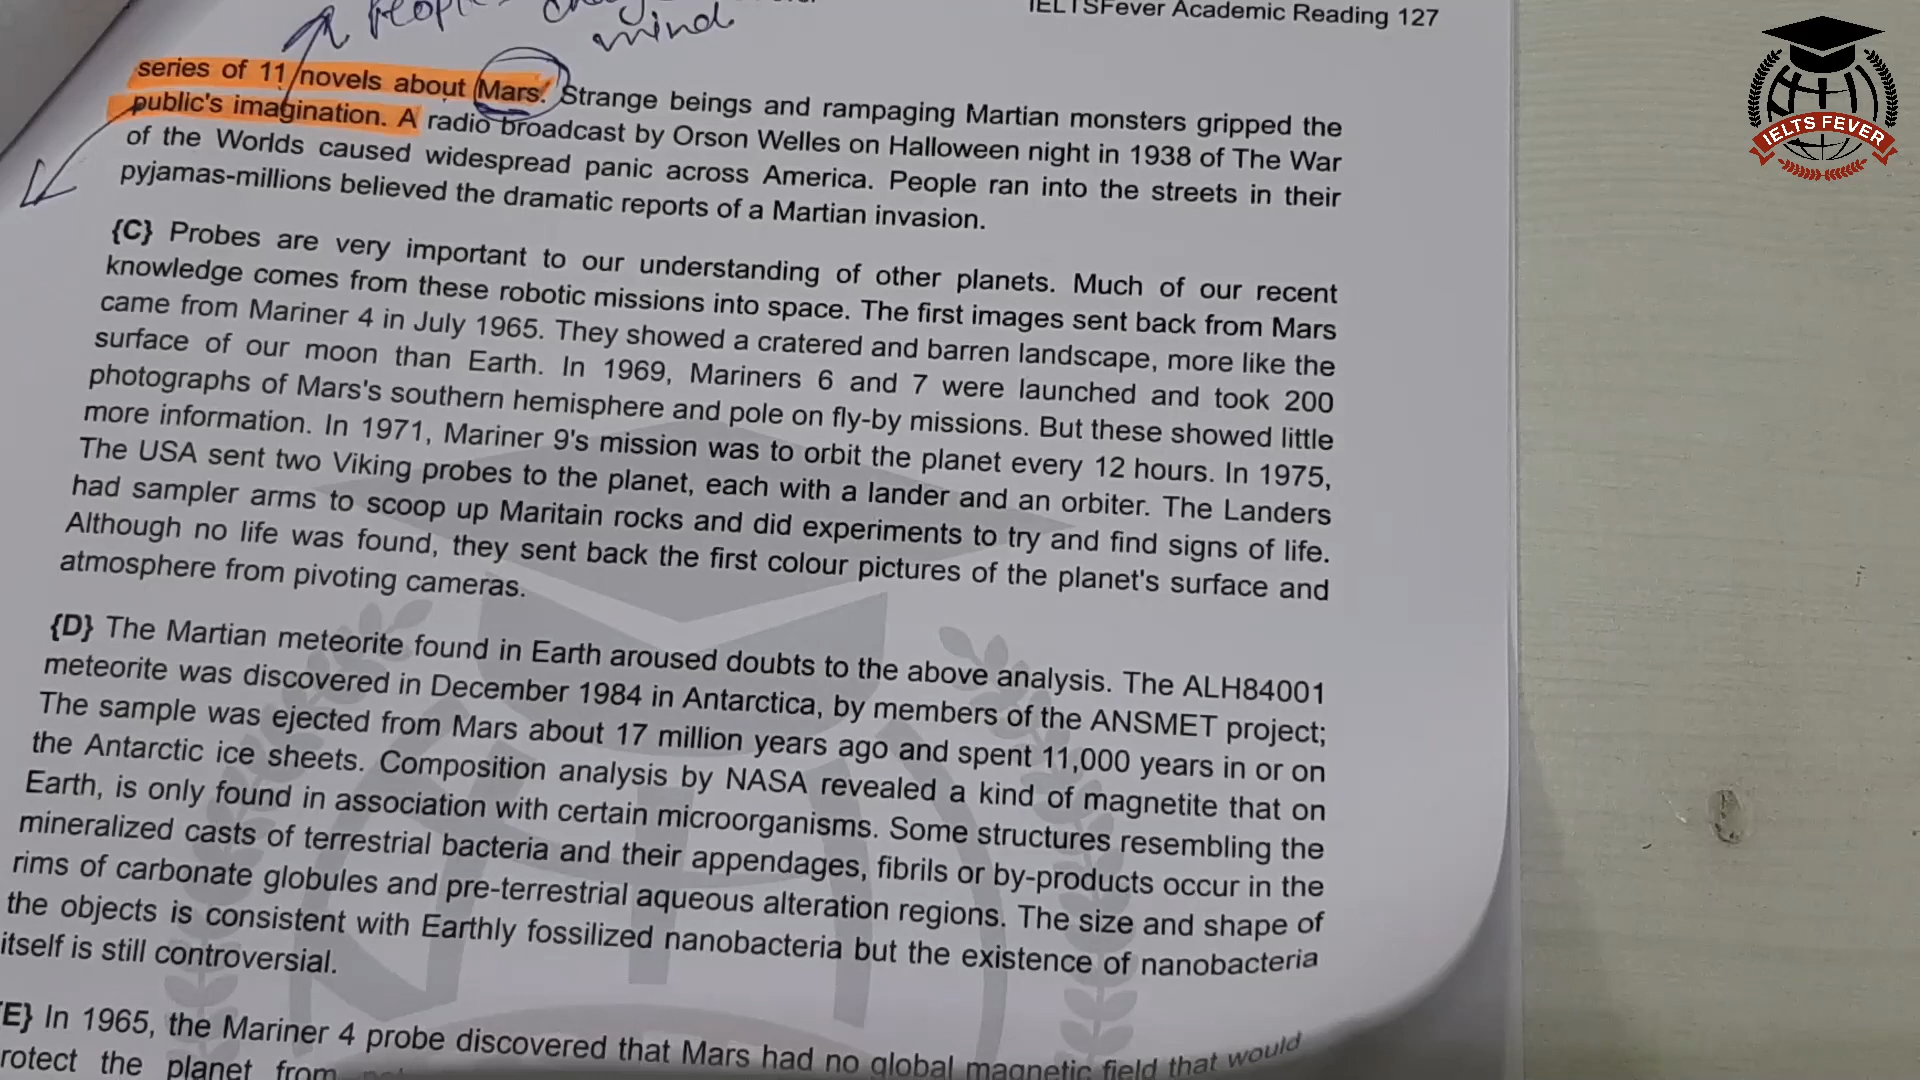 mind
IELTSFever Academic Reading 127
IELTS FEVER
series of 11 novels about Mars. Strange beings and rampaging Martian monsters gripped the
public's imagination. A radio broadcast by Orson Welles on Halloween night in 1938 of The War
of the Worlds caused widespread panic across America. People ran into the streets in their
pyjamas-millions believed the dramatic reports of a Martian invasion.
{C} Probes are very important to our understanding of other planets. Much of our recent
knowledge comes from these robotic missions into space. The first images sent back from Mars
came from Mariner 4 in July 1965. They showed a cratered and barren landscape, more like the
surface of our moon than Earth. In 1969, Mariners 6 and 7 were launched and took 200
photographs of Mars's southern hemisphere and pole on fly-by missions. But these showed little
more information. In 1971, Mariner 9's mission was to orbit the planet every 12 hours. In 1975,
The USA sent two Viking probes to the planet, each with a lander and an orbiter. The Landers
had sampler arms to scoop up Maritain rocks and did experiments to try and find signs of life.
Although no life was found, they sent back the first colour pictures of the planet's surface and
atmosphere from pivoting cameras.
{D} The Martian meteorite found in Earth aroused doubts to the above analysis. The ALH84001
meteorite was discovered in December 1984 in Antarctica, by members of the ANSMET project;
The sample was ejected from Mars about 17 million years ago and spent 11,000 years in or on
the Antarctic ice sheets. Composition analysis by NASA revealed a kind of magnetite that on
Earth, is only found in association with certain microorganisms. Some structures resembling the
mineralized casts of terrestrial bacteria and their appendages, fibrils or by-products occur in the
rims of carbonate globules and pre-terrestrial aqueous alteration regions. The size and shape of
the objects is consistent with Earthly fossilized nanobacteria but the existence of nanobacteria
itself is still controversial.
E} In 1965, the Mariner 4 probe discovered that Mars had no global magnetic field that would
rotect the planet from